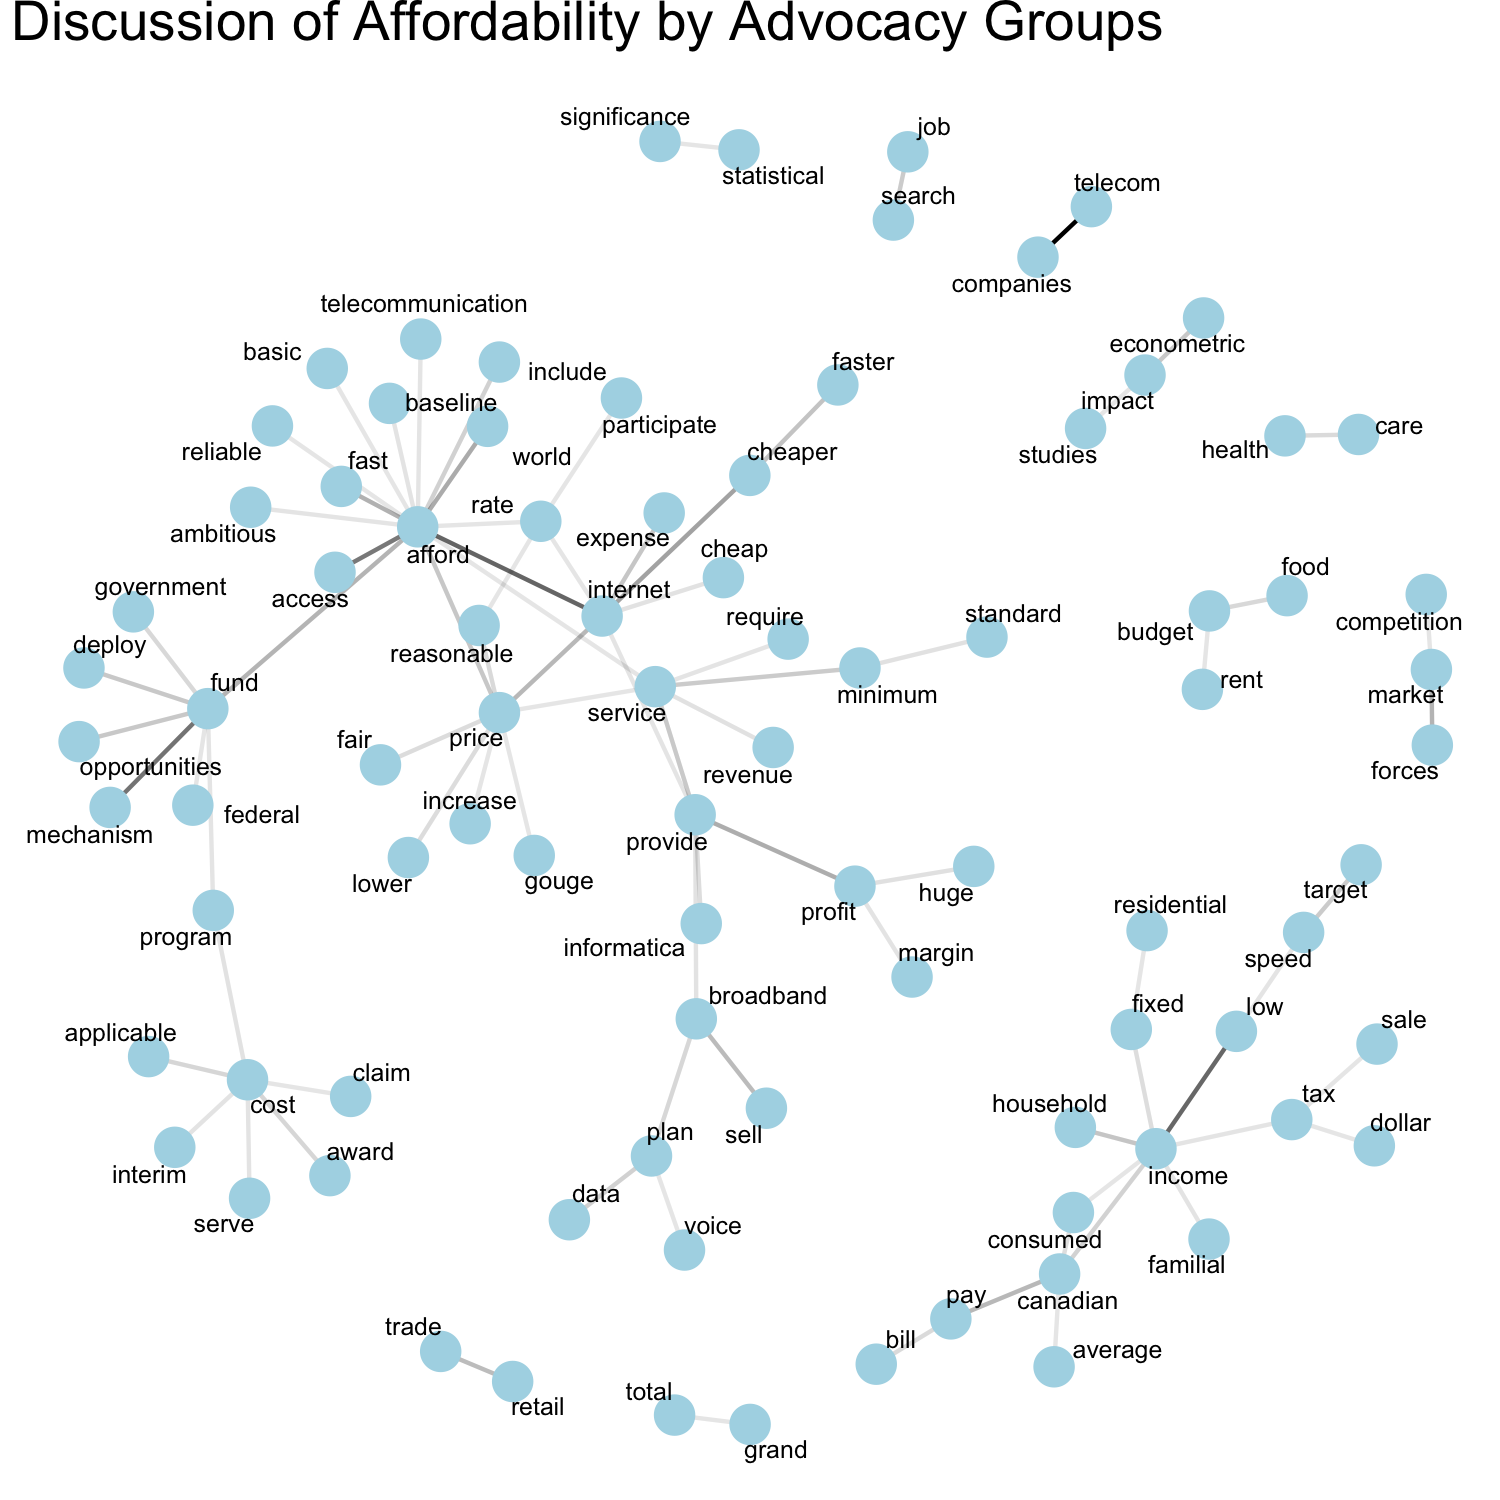 Discussion of Affordability by Advocacy Groups
significance
statistical
job
search
telecom
companies
telecommunication
basic
include
baseline
participate
reliable
fast
world
faster
cheaper
econometric
impact
studies
health
care
rate
ambitious
expense
afford
cheap
access
internet
government
deploy
reasonable
require
standard
minimum
food
budget
rent
competition
market
forces
fund
service
price
fair
revenue
opportunities
increase
federal
mechanism
provide
lower
gouge
profit
huge
margin
program
informatica
broadband
residential
target
speed
fixed
low
sale
applicable
claim
cost
household
tax
dollar
plan
sell
award
interim
income
serve
data
voice
consumed
familial
pay
canadian
bill
average
trade
retail
total
grand